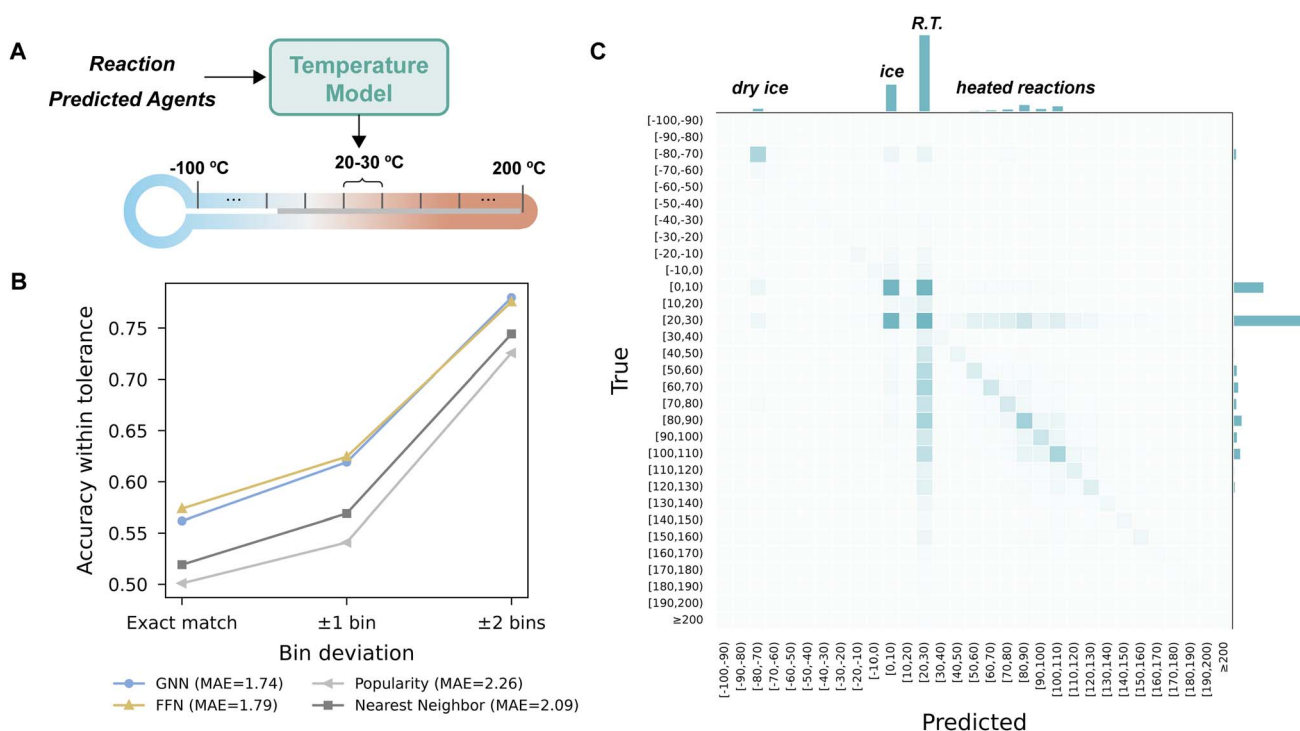 A
Reaction
Predicted Agents
Temperature
Model
-100 ºC
20-30 ºC
200 ºC
...
...
B
Accuracy within tolerance
0.75
0.70
0.65
0.60
0.55
0.50
Exact match
±1 bin
±2 bins
Bin deviation
GNN (MAE=1.74)
Popularity (MAE=2.26)
FFN (MAE=1.79)
Nearest Neighbor (MAE=2.09)
C
R.T.
ice
dry ice
heated reactions
True
[-100,-90)
[-90,-80)
[-80,-70)
[-70,-60)
[-60,-50)
[-50,-40)
[-40,-30)
[-30,-20)
[-20,-10)
[-10,0)
[0,10)
[10,20)
[20,30)
[30,40)
[40,50)
[50,60)
[60,70)
[70,80)
[80,90)
[90,100)
[100,110)
[110,120)
[120,130)
[130,140)
[140,150)
[150,160)
[160,170)
[170,180)
[180,190)
[190,200)
≥200
[-100,-90)
[-90,-80)
[-80,-70)
[-70,-60)
[-60,-50)
[-50,-40)
[-40,-30)
[-30,-20)
[-20,-10)
[-10,0)
[0,10)
[10,20)
[20,30)
[30,40)
[40,50)
[50,60)
[60,70)
[70,80)
[80,90)
[90,100)
[100,110)
[110,120)
[120,130)
[130,140)
[140,150)
[150,160)
[160,170)
[170,180)
[180,190)
[190,200)
≥200
Predicted